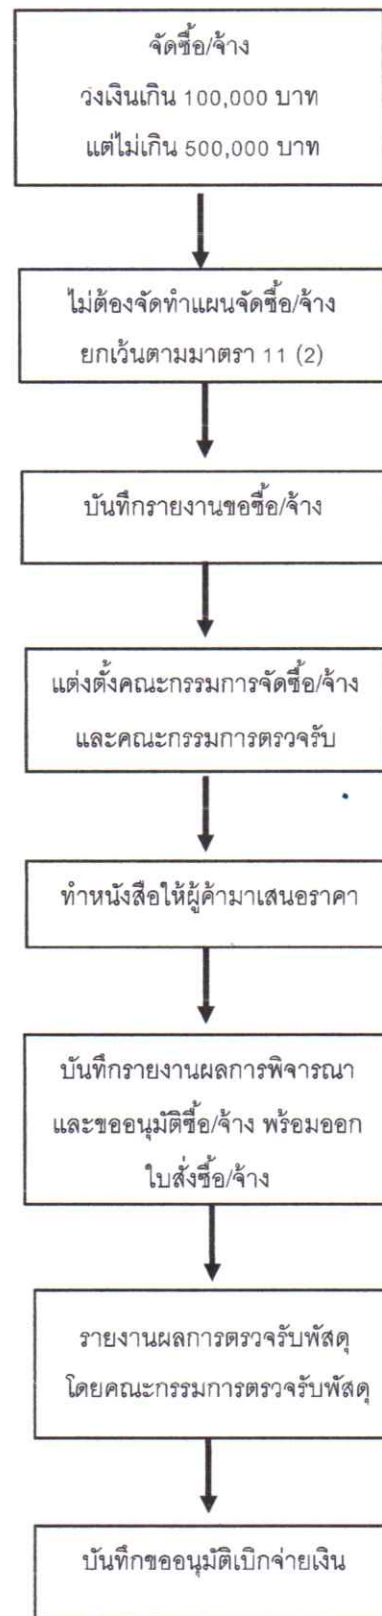 จัดซื้อ/จ้าง
วงเงินเกิน 100,000 บาท
แต่ไม่เกิน 500,000 บาท
ไม่ต้องจัดทำแผนจัดซื้อ/จ้าง
ยกเว้นตามมาตรา 11 (2)
บันทึกรายงานขอซื้อ/จ้าง
แต่งตั้งคณะกรรมการจัดซื้อ/จ้าง
และคณะกรรมการตรวจรับ
ทำหนังสือให้ผู้ค้ามาเสนอราคา
บันทึกรายงานผลการพิจารณา
และขออนุมัติซื้อ/จ้าง พร้อมออก
ใบสั่งซื้อ/จ้าง
รายงานผลการตรวจรับพัสดุ
โดยคณะกรรมการตรวจรับพัสดุ
บันทึกขออนุมัติเบิกจ่ายเงิน